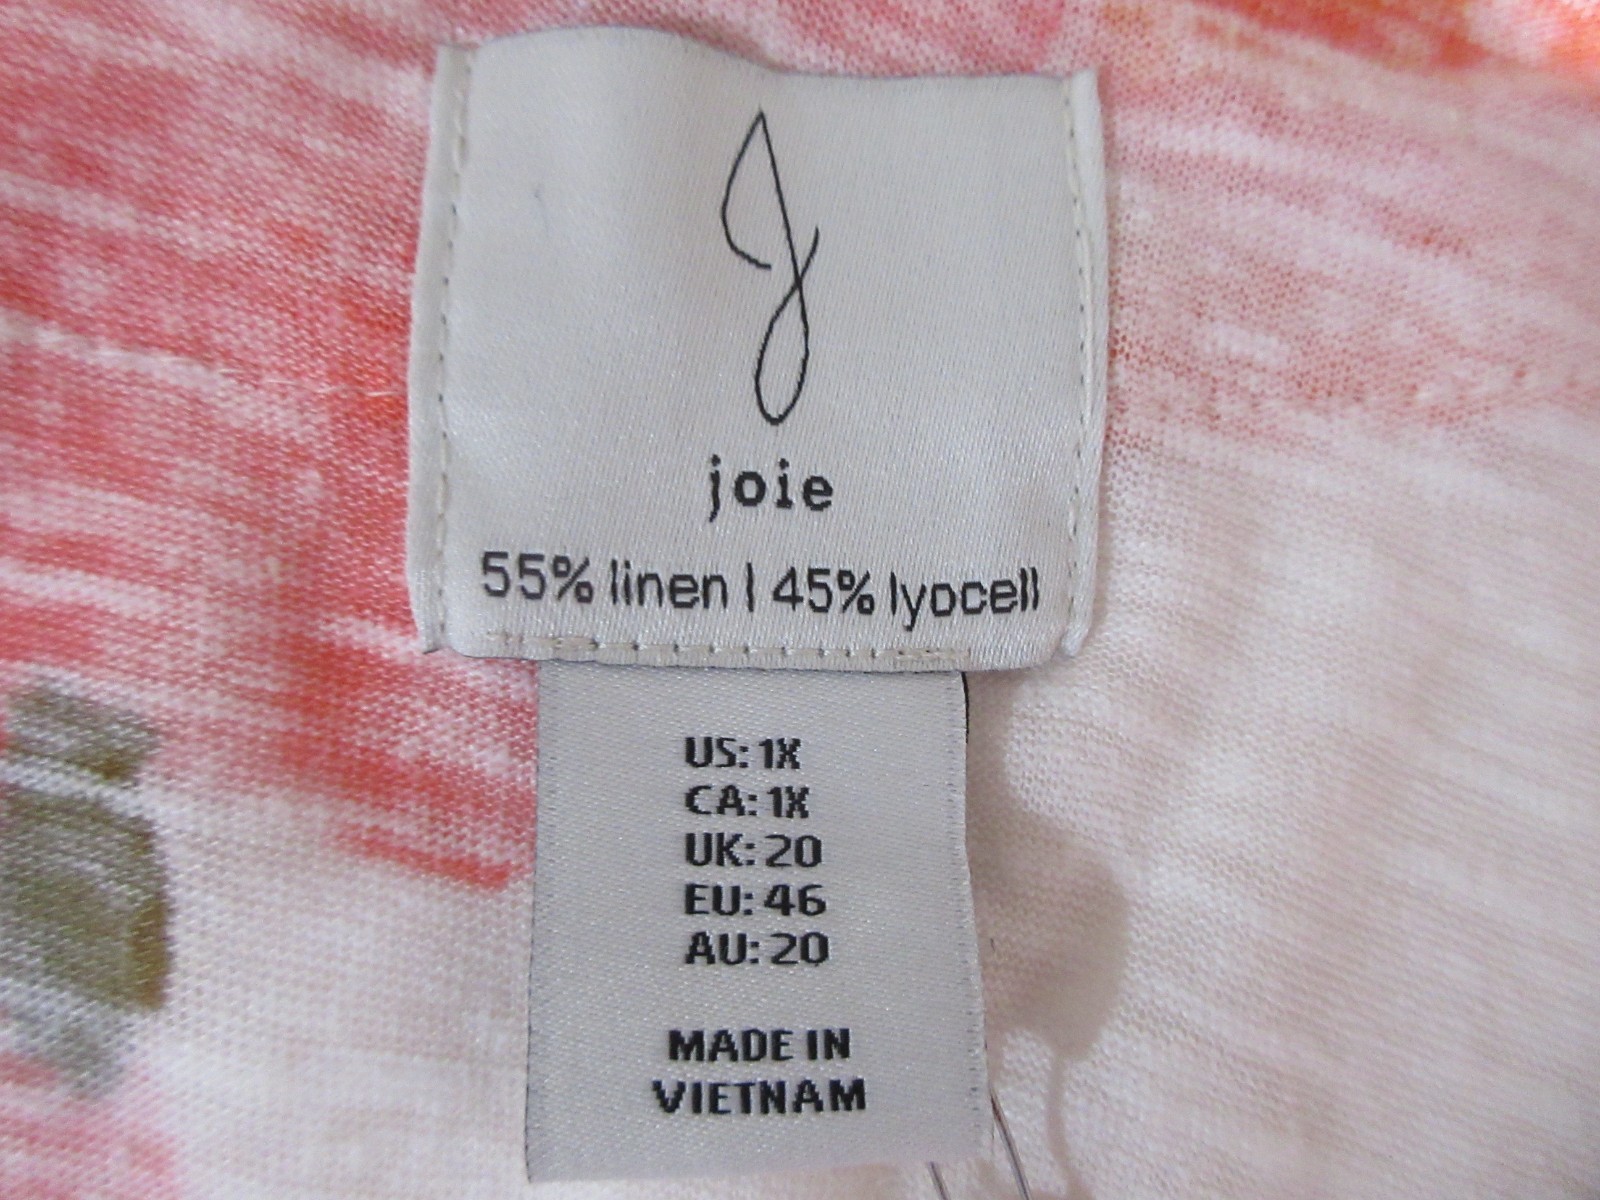 joie
55% linen | 45% lyocell
US: 1X
CA: 1X
UK: 20
EU: 46
AU: 20
MADE IN
VIETNAM